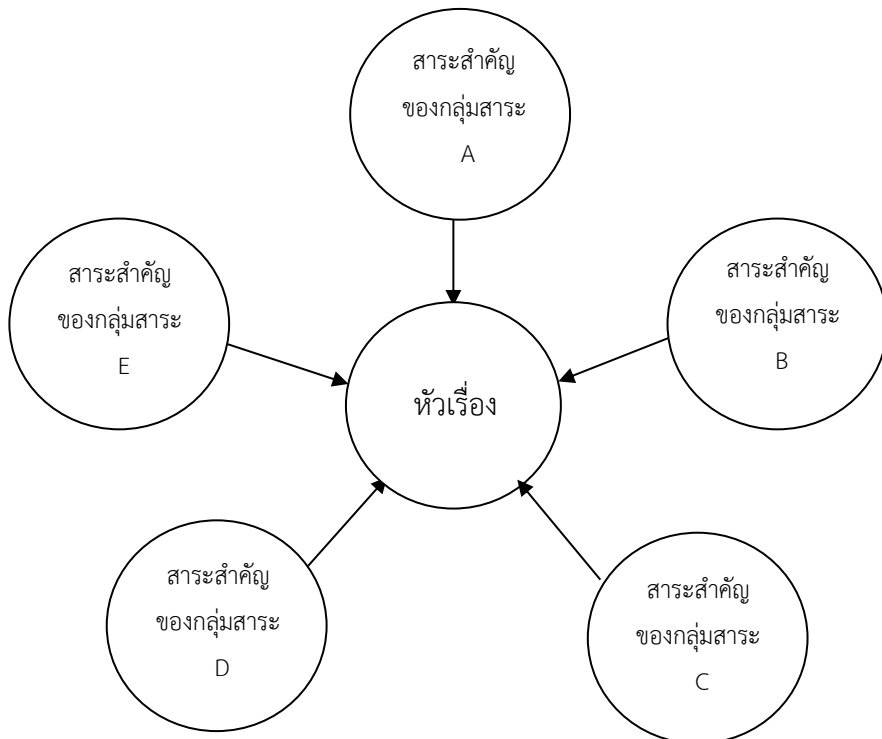 สาระสำคัญ
ของกลุ่มสาระ
A
สาระสำคัญ
ของกลุ่มสาระ
E
สาระสำคัญ
ของกลุ่มสาระ
B
หัวเรื่อง
สาระสำคัญ
ของกลุ่มสาระ
D
สาระสำคัญ
ของกลุ่มสาระ
C